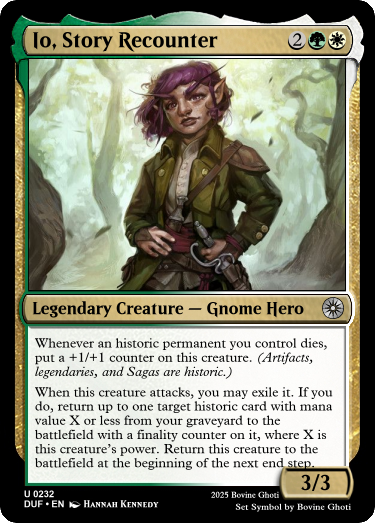 Io, Story Recounter 2
Legendary Creature — Gnome Hero
Whenever an historic permanent you control dies,
put a +1/+1 counter on this creature. (Artifacts,
legendaries, and Sagas are historic.)
When this creature attacks, you may exile it. If you
do, return up to one target historic card with mana
value X or less from your graveyard to the
battlefield with a finality counter on it, where X is
this creature's power. Return this creature to the
battlefield at the beginning of the next end step.
3/3
U 0232
DUF • EN Hannah Kennedy
2025 Bovine Ghoti
Set Symbol by Bovine Ghoti